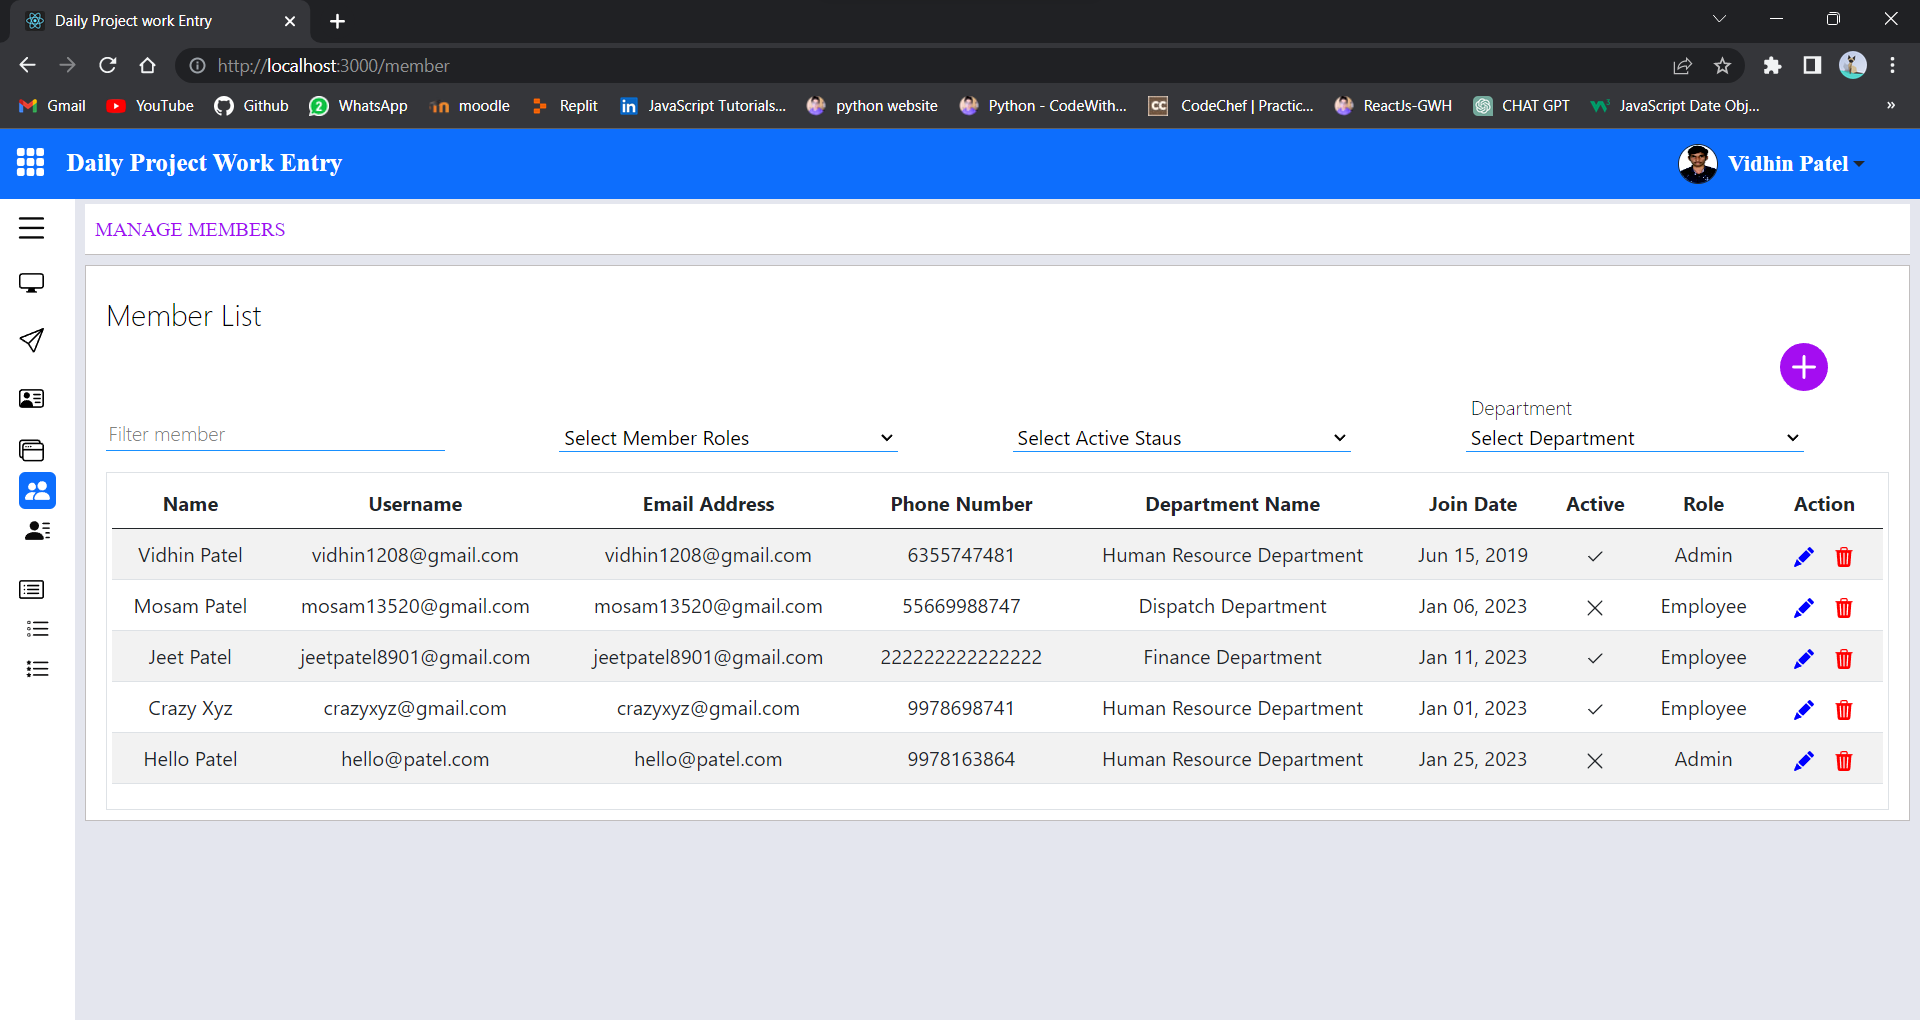 Daily Project work Entry
http://localhost:3000/member
Gmail YouTube Github WhatsApp moodle Replit JavaScript Tutorials... python website Python - CodeWith... CodeChef | Practic... ReactJs-GWH CHAT GPT JavaScript Date Obj... »
Daily Project Work Entry Vidhin Patel
MANAGE MEMBERS
Member List
Department
Filter member Select Member Roles Select Active Staus Select Department
Name Username Email Address Phone Number Department Name Join Date Active Role Action
Vidhin Patel vidhin1208@gmail.com vidhin1208@gmail.com 6355747481 Human Resource Department Jun 15, 2019 Admin
Mosam Patel mosam13520@gmail.com mosam13520@gmail.com 55669988747 Dispatch Department Jan 06, 2023 Employee
Jeet Patel jeetpatel8901@gmail.com jeetpatel8901@gmail.com 222222222222222 Finance Department Jan 11, 2023 Employee
Crazy Xyz crazyxyz@gmail.com crazyxyz@gmail.com 9978698741 Human Resource Department Jan 01, 2023 Employee
Hello Patel hello@patel.com hello@patel.com 9978163864 Human Resource Department Jan 25, 2023 Admin